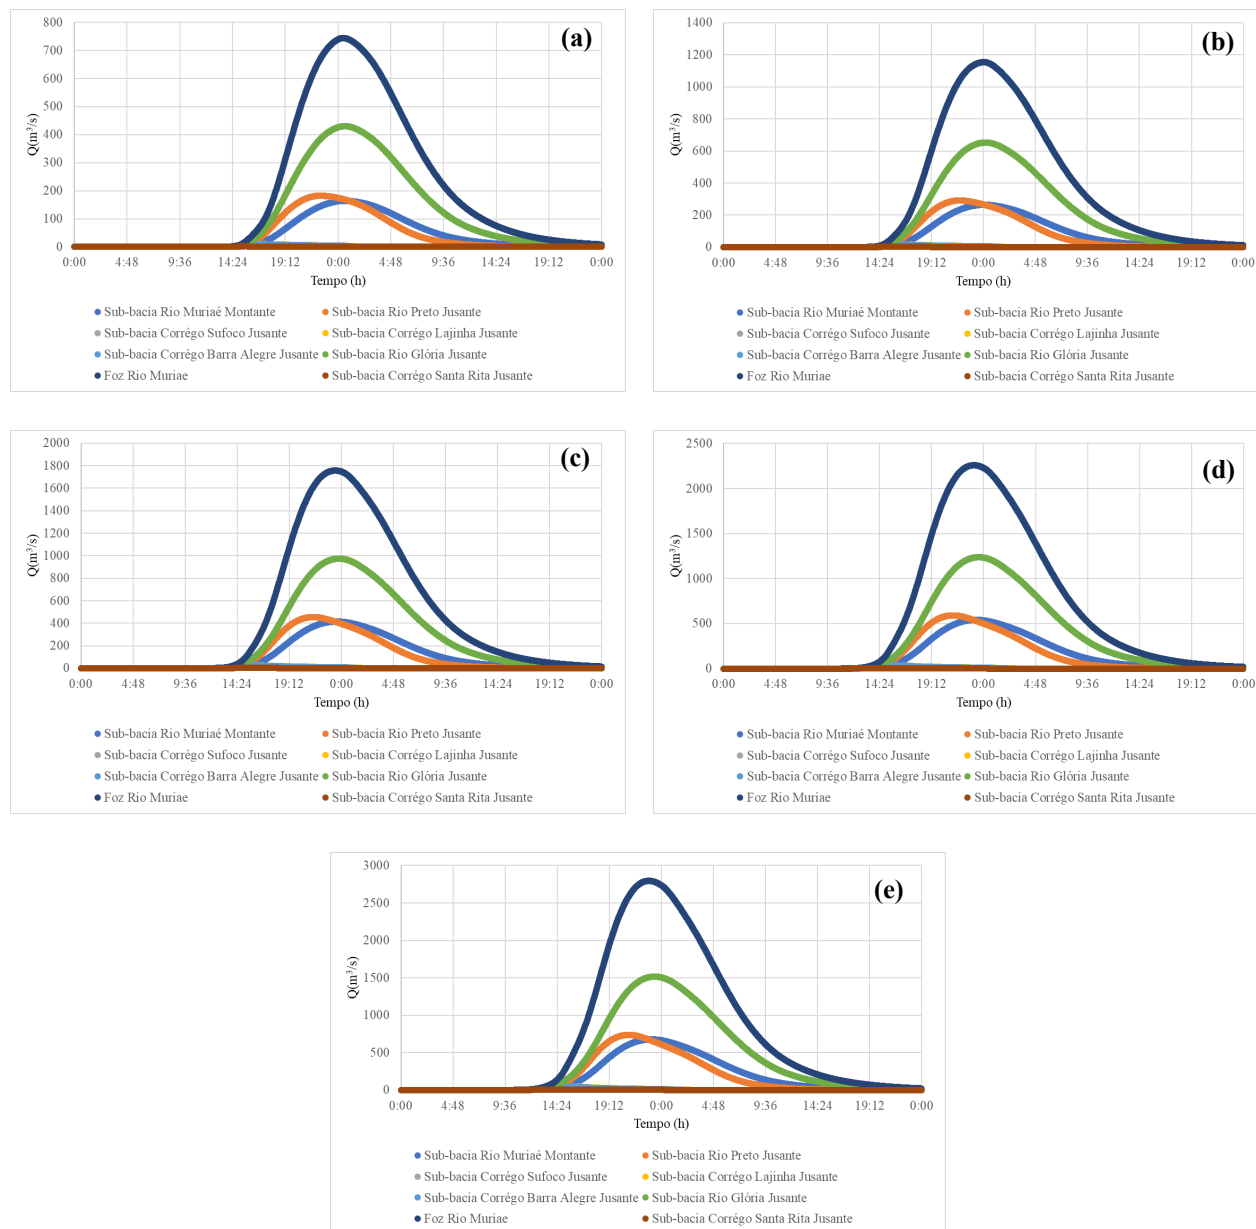 (a)
800
700
600
500
400
300
200
100
0
Q(m³/s)
0:00 4:48 9:36 14:24 19:12 0:00 4:48 9:36 14:24 19:12 0:00
Tempo (h)
Sub-bacia Rio Muriaé Montante Sub-bacia Rio Preto Jusante
Sub-bacia Corrégo Sufoco Jusante Sub-bacia Corrégo Lajinha Jusante
Sub-bacia Corrégo Barra Alegre Jusante Sub-bacia Rio Glória Jusante
Foz Rio Muriae Sub-bacia Corrégo Santa Rita Jusante
(b)
1400
1200
1000
800
600
400
200
0
Q(m³/s)
0:00 4:48 9:36 14:24 19:12 0:00 4:48 9:36 14:24 19:12 0:00
Tempo (h)
Sub-bacia Rio Muriaé Montante Sub-bacia Rio Preto Jusante
Sub-bacia Corrégo Sufoco Jusante Sub-bacia Corrégo Lajinha Jusante
Sub-bacia Corrégo Barra Alegre Jusante Sub-bacia Rio Glória Jusante
Foz Rio Muriae Sub-bacia Corrégo Santa Rita Jusante
(c)
2000
1800
1600
1400
1200
1000
800
600
400
200
0
Q(m³/s)
0:00 4:48 9:36 14:24 19:12 0:00 4:48 9:36 14:24 19:12 0:00
Tempo (h)
Sub-bacia Rio Muriaé Montante Sub-bacia Rio Preto Jusante
Sub-bacia Corrégo Sufoco Jusante Sub-bacia Corrégo Lajinha Jusante
Sub-bacia Corrégo Barra Alegre Jusante Sub-bacia Rio Glória Jusante
Foz Rio Muriae Sub-bacia Corrégo Santa Rita Jusante
(d)
2500
2000
1500
1000
500
0
Q(m³/s)
0:00 4:48 9:36 14:24 19:12 0:00 4:48 9:36 14:24 19:12 0:00
Tempo (h)
Sub-bacia Rio Muriaé Montante Sub-bacia Rio Preto Jusante
Sub-bacia Corrégo Sufoco Jusante Sub-bacia Corrégo Lajinha Jusante
Sub-bacia Corrégo Barra Alegre Jusante Sub-bacia Rio Glória Jusante
Foz Rio Muriae Sub-bacia Corrégo Santa Rita Jusante
(e)
3000
2500
2000
1500
1000
500
0
Q(m³/s)
0:00 4:48 9:36 14:24 19:12 0:00 4:48 9:36 14:24 19:12 0:00
Tempo (h)
Sub-bacia Rio Muriaé Montante Sub-bacia Rio Preto Jusante
Sub-bacia Corrégo Sufoco Jusante Sub-bacia Corrégo Lajinha Jusante
Sub-bacia Corrégo Barra Alegre Jusante Sub-bacia Rio Glória Jusante
Foz Rio Muriae Sub-bacia Corrégo Santa Rita Jusante